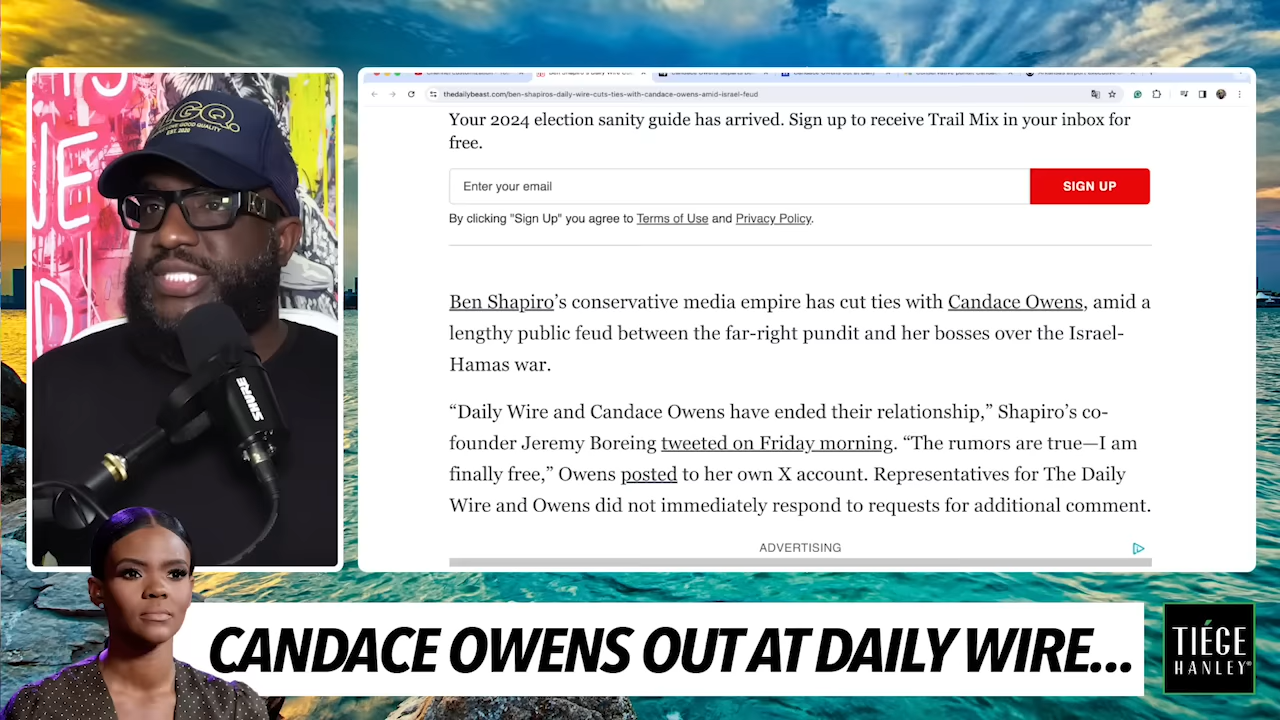 LGQ.
EST. 2020
SHURE
thedailybeast.com/ben-shapiros-daily-wire-cuts-ties-with-candace-owens-amid-israel-feud
Your 2024 election sanity guide has arrived. Sign up to receive Trail Mix in your inbox for
free.
Enter your email
SIGN UP
By clicking "Sign Up" you agree to Terms of Use and Privacy Policy.
Ben Shapiro’s conservative media empire has cut ties with Candace Owens, amid a
lengthy public feud between the far-right pundit and her bosses over the Israel-
Hamas war.
“Daily Wire and Candace Owens have ended their relationship,” Shapiro’s co-
founder Jeremy Boreing tweeted on Friday morning. “The rumors are true—I am
finally free,” Owens posted to her own X account. Representatives for The Daily
Wire and Owens did not immediately respond to requests for additional comment.
ADVERTISING
CANDACE OWENS OUT AT DAILY WIRE...
TIÉGE
HANLEY®